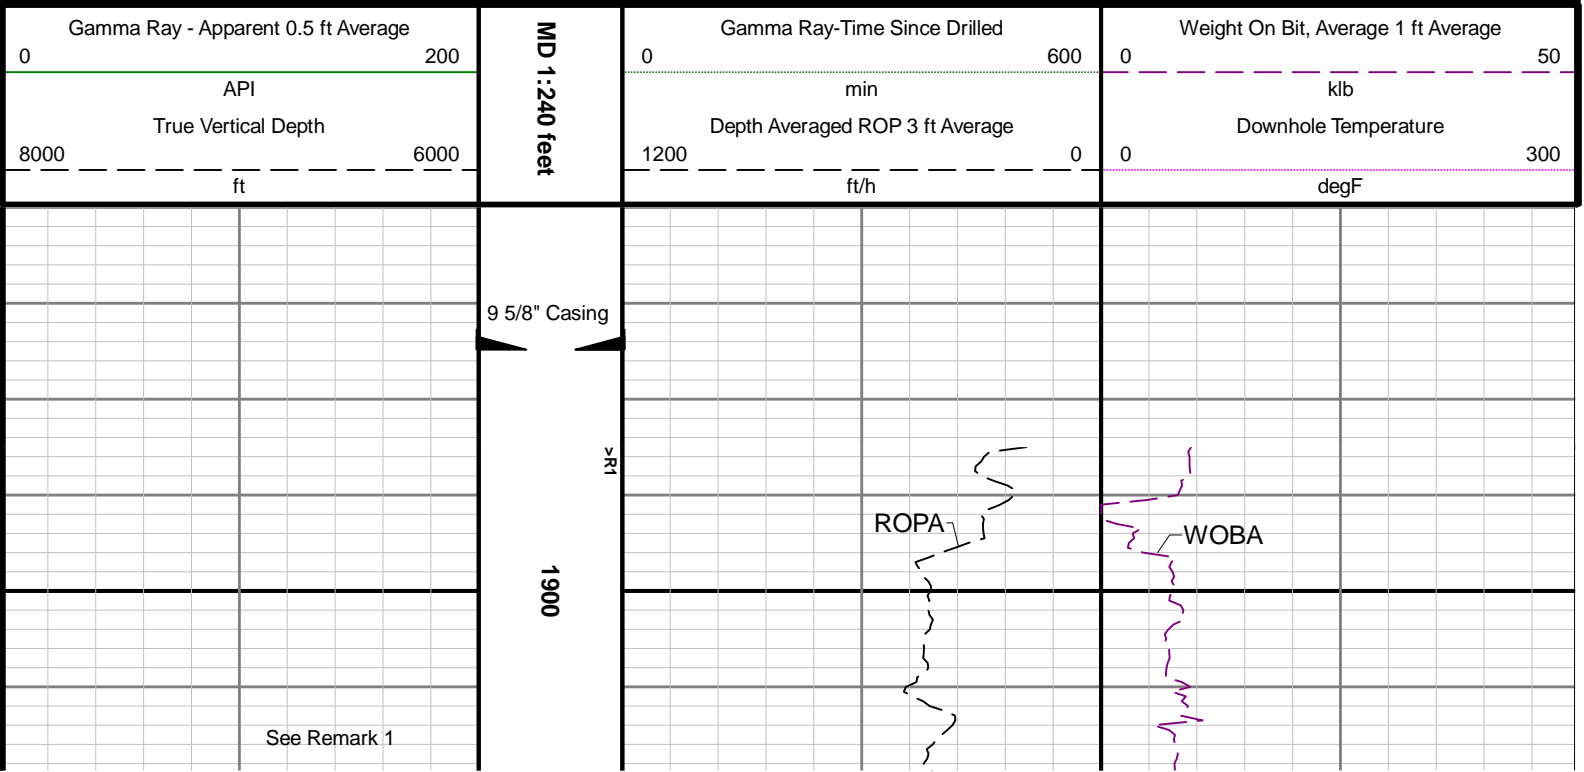 Gamma Ray - Apparent 0.5 ft Average
0 200
API
True Vertical Depth
8000 6000
ft
MD 1:240 feet
Gamma Ray-Time Since Drilled
0 600
min
Depth Averaged ROP 3 ft Average
1200 0
ft/h
Weight On Bit, Average 1 ft Average
0 50
klb
Downhole Temperature
0 300
degF
9 5/8" Casing
>R1
ROPA
WOBA
1900
See Remark 1